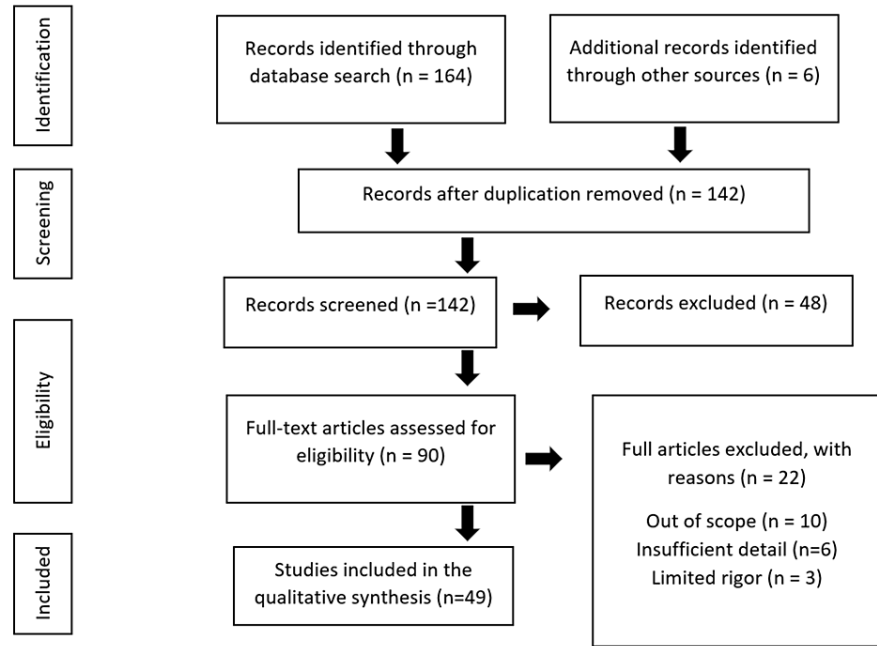 Identification
Records identified through
database search (n = 164)
Additional records identified
through other sources (n = 6)
Screening
Records after duplication removed (n = 142)
Records screened (n =142)
Records excluded (n = 48)
Eligibility
Full-text articles assessed for
eligibility (n = 90)
Full articles excluded, with
reasons (n = 22)
Out of scope (n = 10)
Insufficient detail (n=6)
Limited rigor (n = 3)
Included
Studies included in the
qualitative synthesis (n=49)